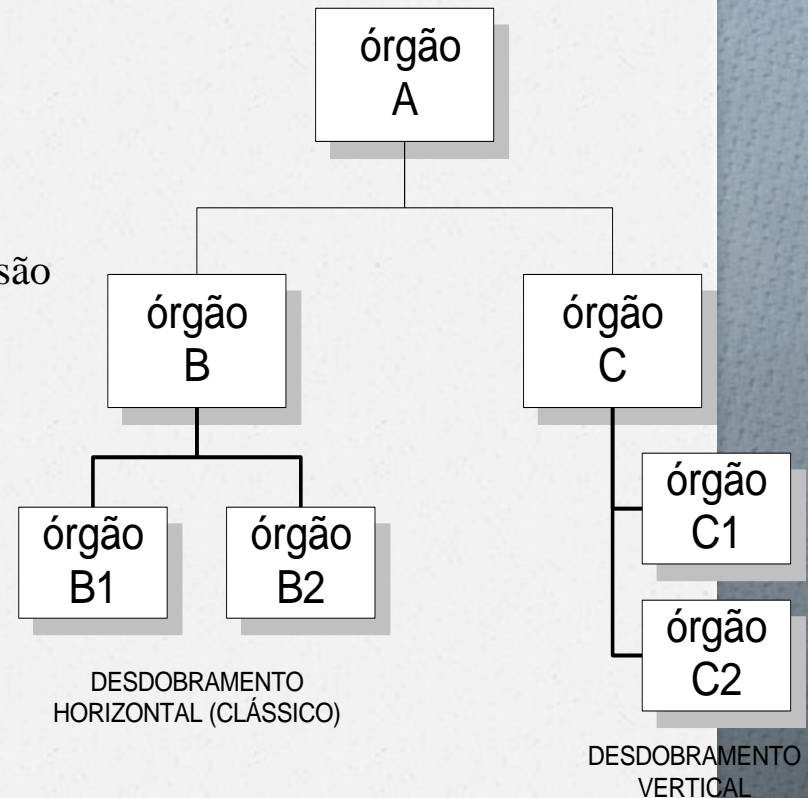 órgão
A
são
órgão
B
órgão
C
órgão
B1
órgão
B2
órgão
C1
órgão
C2
DESDOBRAMENTO
HORIZONTAL (CLÁSSICO)
DESDOBRAMENTO
VERTICAL